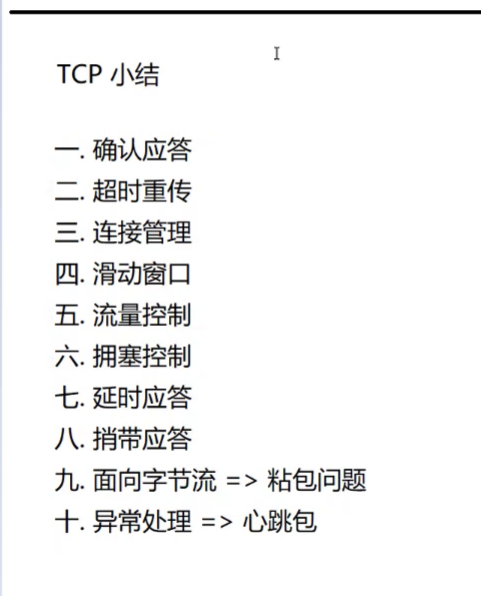 TCP 小结
一. 确认应答
二. 超时重传
三. 连接管理
四. 滑动窗口
五. 流量控制
六. 拥塞控制
七. 延时应答
八. 捎带应答
九. 面向字节流 => 粘包问题
十. 异常处理 => 心跳包